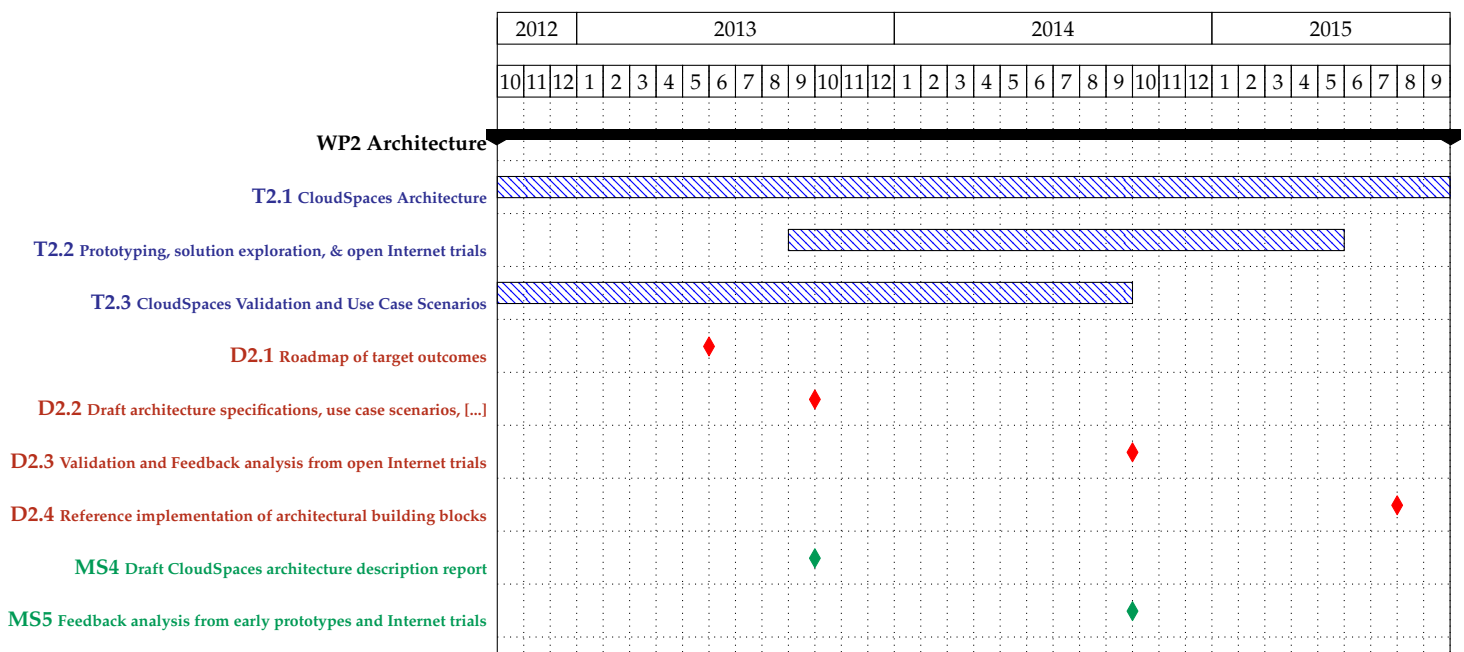 2012 2013 2014 2015
10 11 12 1 2 3 4 5 6 7 8 9 10 11 12 1 2 3 4 5 6 7 8 9 10 11 12 1 2 3 4 5 6 7 8 9
WP2 Architecture
T2.1 CloudSpaces Architecture
T2.2 Prototyping, solution exploration, & open Internet trials
T2.3 CloudSpaces Validation and Use Case Scenarios
D2.1 Roadmap of target outcomes
D2.2 Draft architecture specifications, use case scenarios, [...]
D2.3 Validation and Feedback analysis from open Internet trials
D2.4 Reference implementation of architectural building blocks
MS4 Draft CloudSpaces architecture description report
MS5 Feedback analysis from early prototypes and Internet trials